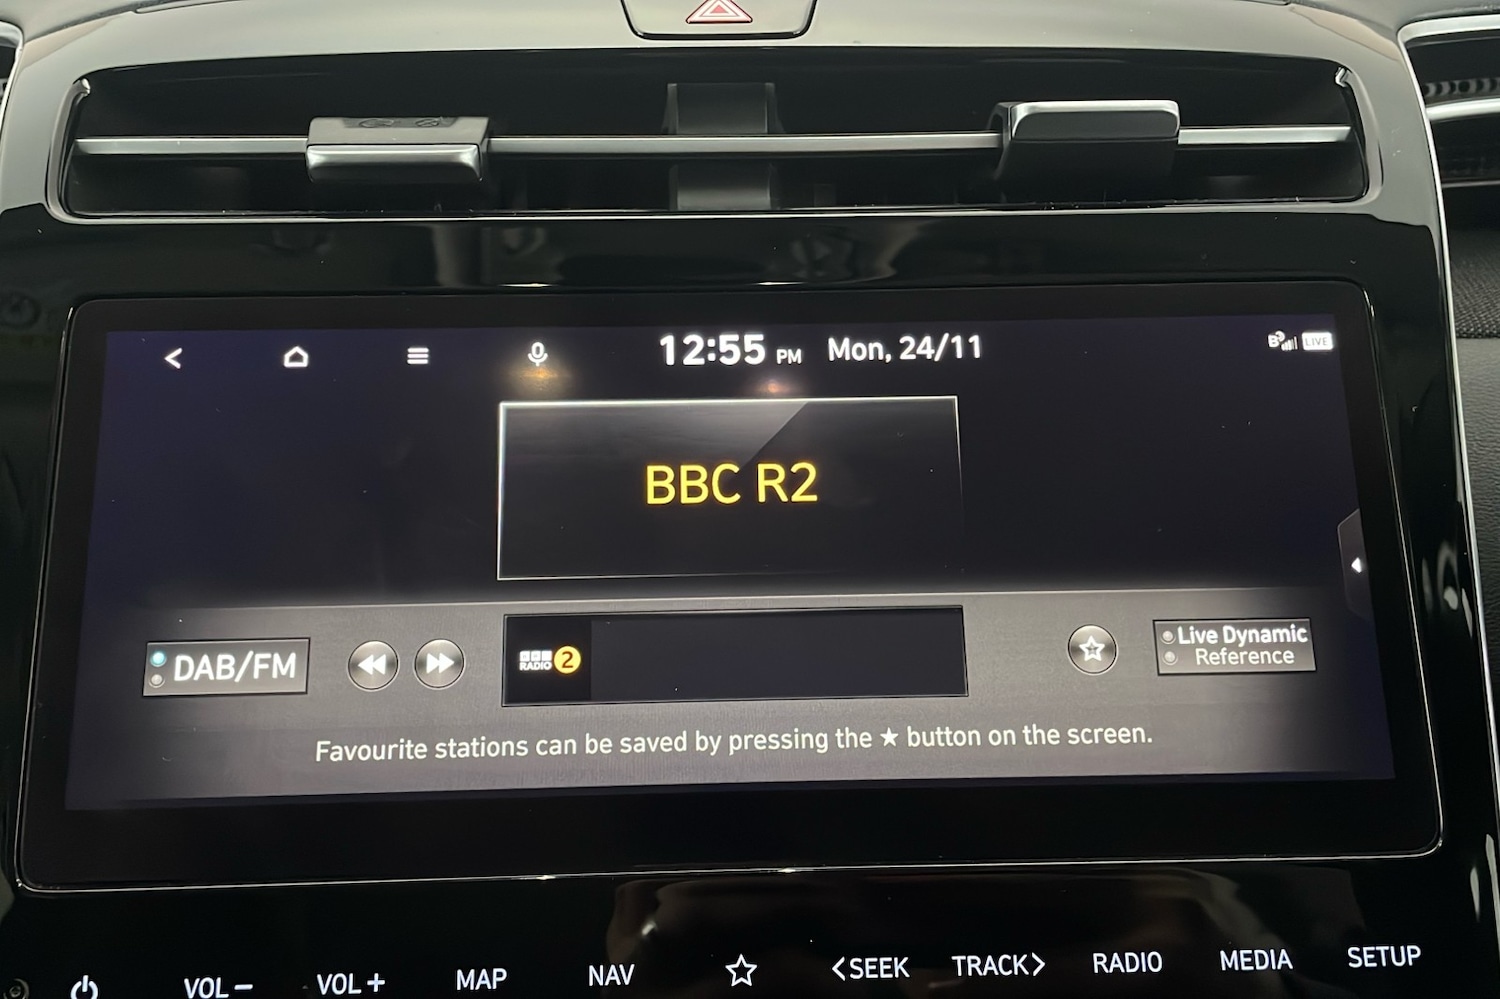 12:55 PM Mon, 24/11
LIVE
BBC R2
DAB/FM
BBC
RADIO 2
Live Dynamic
Reference
Favourite stations can be saved by pressing the ★ button on the screen.
VOL−
VOL+
MAP
NAV
<SEEK
TRACK>
RADIO
MEDIA
SETUP